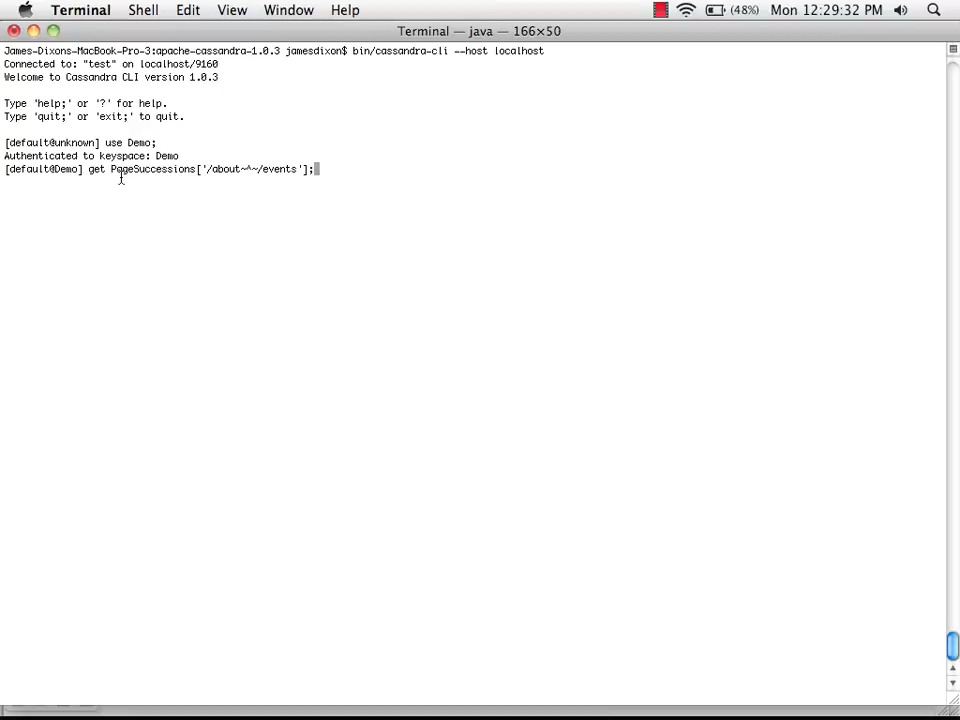 Terminal Shell Edit View Window Help (48%) Mon 12:29:32 PM
Terminal — java — 166×50
James-Dixons-MacBook-Pro-3:apache-cassandra-1.0.3 jamesdixon$ bin/cassandra-cli --host localhost
Connected to: "test" on localhost/9160
Welcome to Cassandra CLI version 1.0.3
Type 'help;' or '?' for help.
Type 'quit;' or 'exit;' to quit.
[default@unknown] use Demo;
Authenticated to keyspace: Demo
[default@Demo] get PageSuccessions['/about~^~/events'];